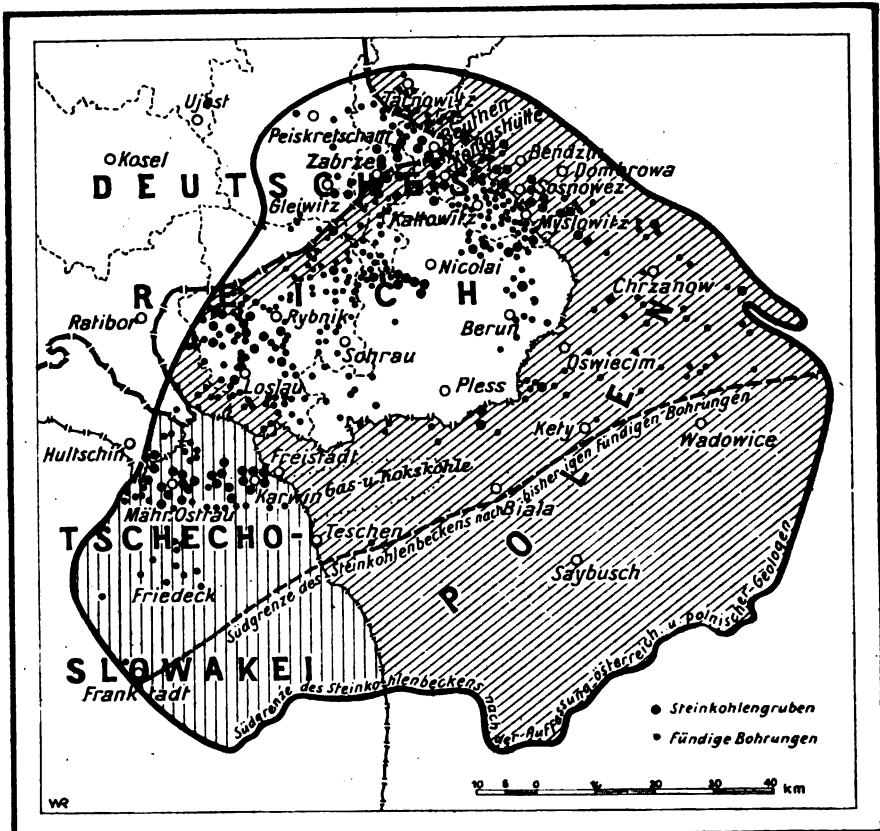 Tarnowitz
Ujest
Peiskretscham
Beuthen
Königshütte
Kosel
Zabrze
Bendzin
Dombrowa
DEUTSCHES
Sosnowez
Gleiwitz
Kattowitz
Myslowitz
Nicolai
Chrzanow
REICH
Ratibor
Rybnik
Berun
Sohrau
Oswiecim
Loslau
Pless
Kety
Wadowice
Hultschin
Freistadt
Gas- u. Kokskohle
Karwin
Biala
Mähr. Ostrau
TSCHECHO-
Teschen
POLEN
Saybusch
Friedeck
Südgrenze des Steinkohlenbeckens nach bisherigen fündigen Bohrungen
SLOWAKEI
Frankstadt
Südgrenze des Steinkohlenbeckens nach der Auffassung österreich. u. polnischer Geologen
Steinkohlengruben
Fündige Bohrungen
10 5 0 10 20 30 40 km
WR